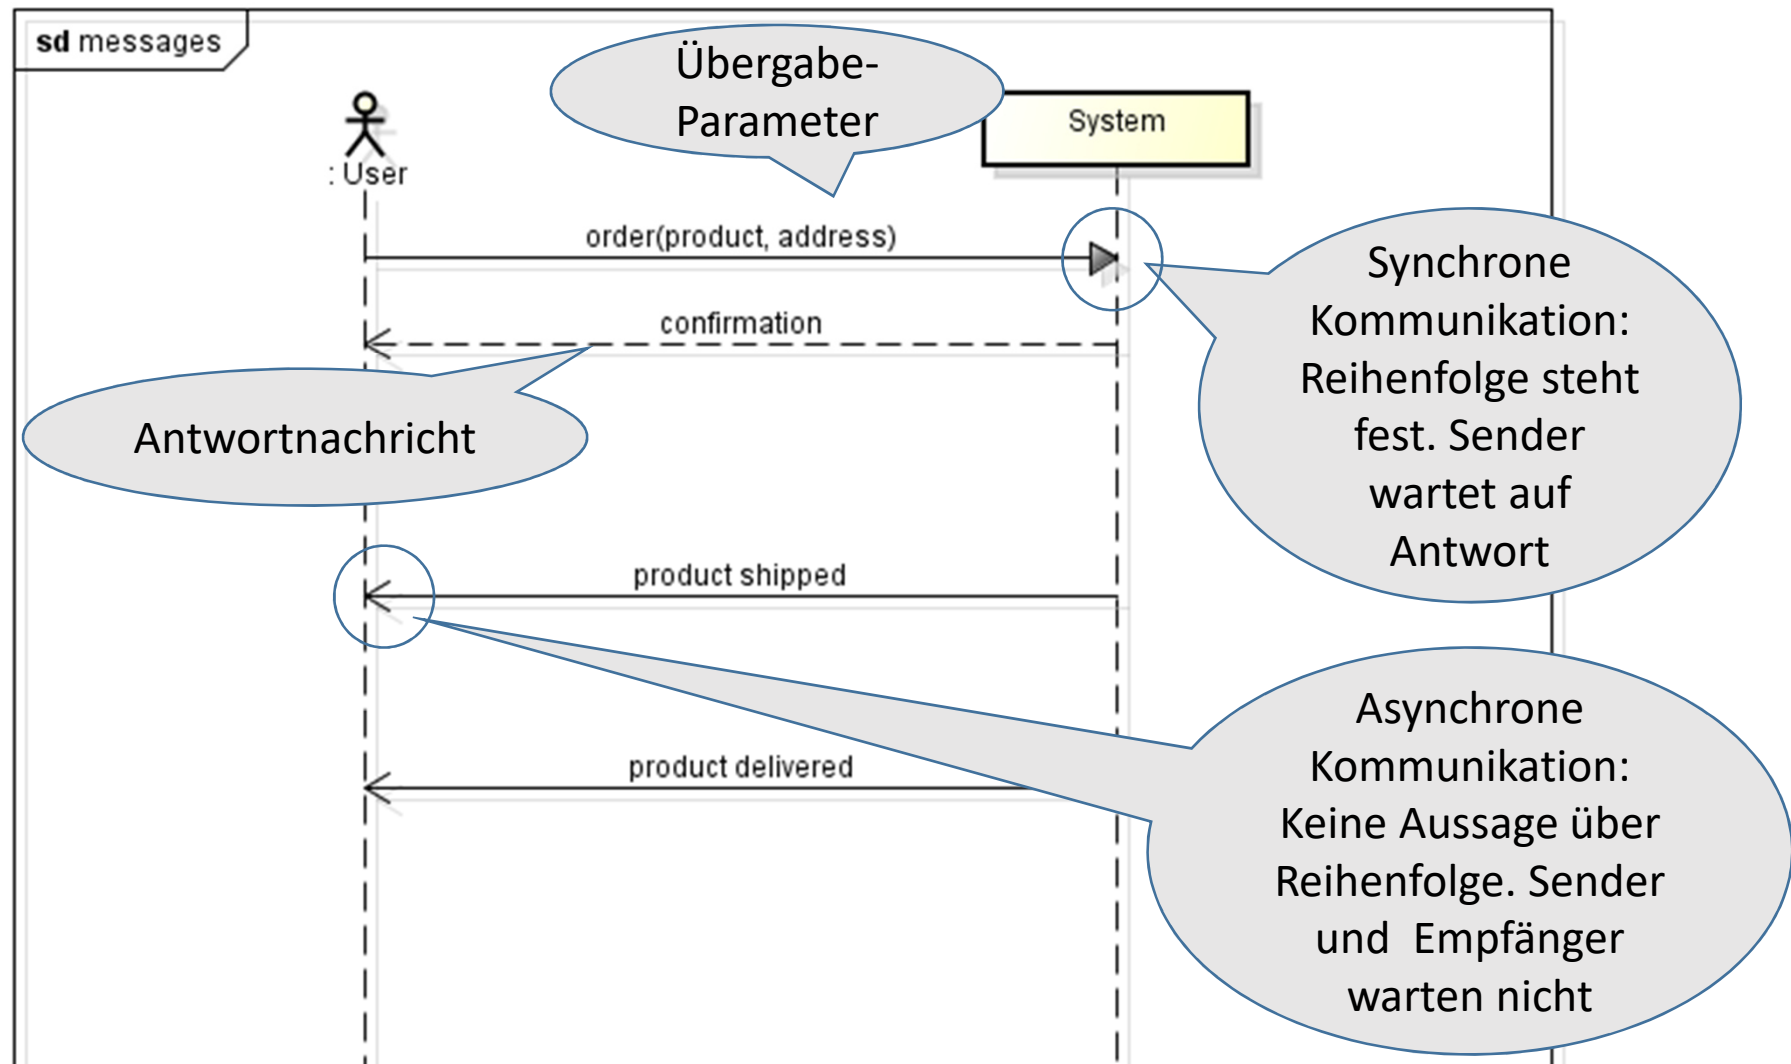 sd messages
Übergabe-
Parameter
System
: User
order(product, address)
confirmation
Synchrone
Kommunikation:
Reihenfolge steht
fest. Sender
wartet auf
Antwort
Antwortnachricht
product shipped
product delivered
Asynchrone
Kommunikation:
Keine Aussage über
Reihenfolge. Sender
und  Empfänger
warten nicht